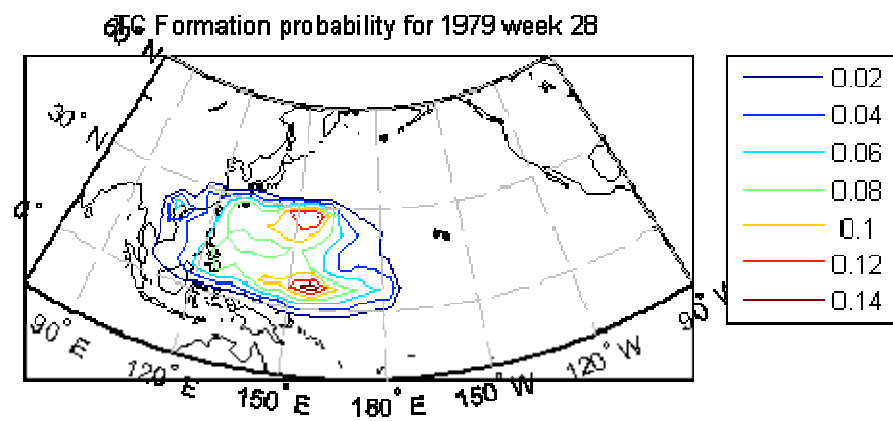 TC Formation probability for 1979 week 28
60° N
30° N
0°
90° E
120° E
150° E
180° E
150° W
120° W
90° W
0.02
0.04
0.06
0.08
0.1
0.12
0.14